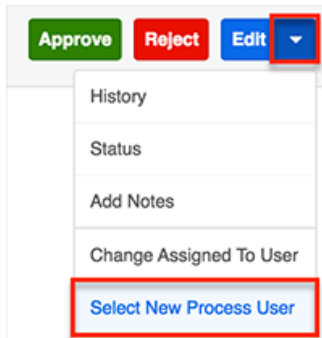 Approve Reject Edit
History
Status
Add Notes
Change Assigned To User
Select New Process User